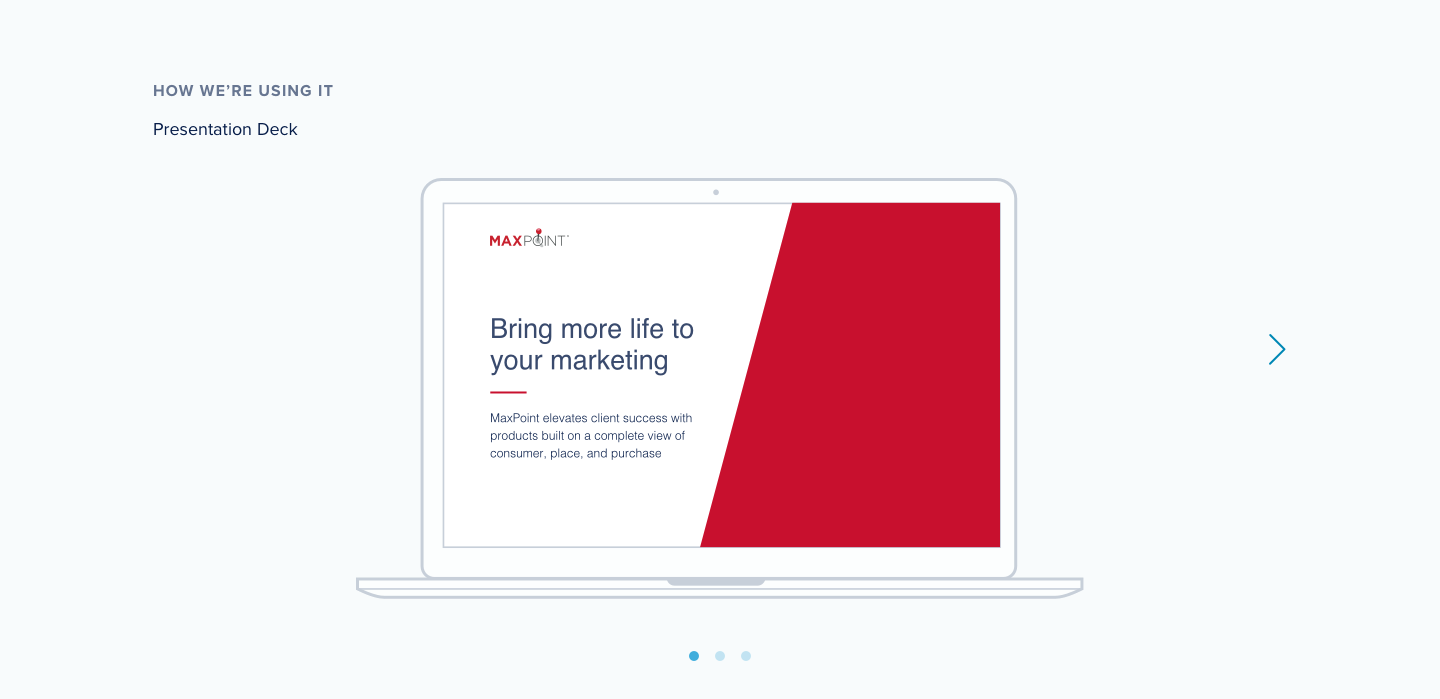 HOW WE’RE USING IT
Presentation Deck
MAXPOINT™
Bring more life to
your marketing
MaxPoint elevates client success with
products built on a complete view of
consumer, place, and purchase